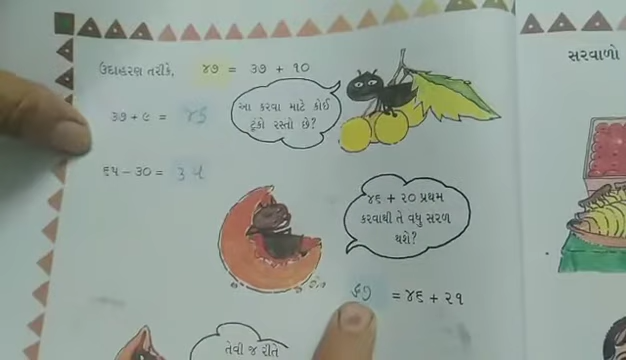 સરવાળો
ઉદાહરણ તરીકે, ૪૭ = ૩૭ + ૧૦
૩૭ + ૯ = ૪૬
આ કરવા માટે કોઈ
ટૂંકો રસ્તો છે?
૬૫ – ૩૦ = ૩૫
૪૬ + ૨૦ પ્રથમ
કરવાથી તે વધુ સરળ
થશે?
૬૭ = ૪૬ + ૨૧
તેવી જ રીતે